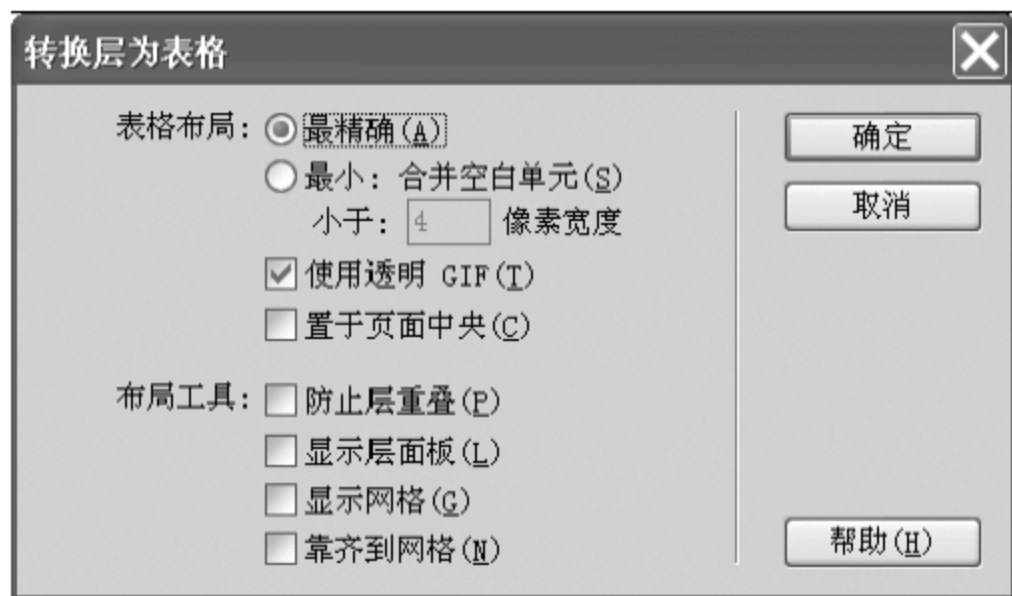 转换层为表格
表格布局: 最精确(A)
确定
最小: 合并空白单元(S)
取消
小于: 4 像素宽度
使用透明 GIF(T)
置于页面中央(C)
布局工具: 防止层重叠(P)
显示层面板(L)
显示网格(G)
靠齐到网格(N)
帮助(H)